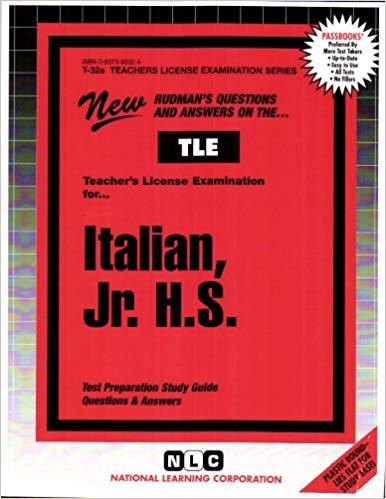 ISBN 0-8373-8032-4
T-32a TEACHERS LICENSE EXAMINATION SERIES
PASSBOOKS®
Preferred By
More Test Takers
• Up-to-Date
• Easy to Use
• All Tests
• No Fillers
New
RUDMAN'S QUESTIONS
AND ANSWERS ON THE...
TLE
Teacher's License Examination
for...
Italian,
Jr. H.S.
Test Preparation Study Guide
Questions & Answers
PLASTIC BOUND—
LIES FLAT FOR
STUDY EASE!
NLC
NATIONAL LEARNING CORPORATION